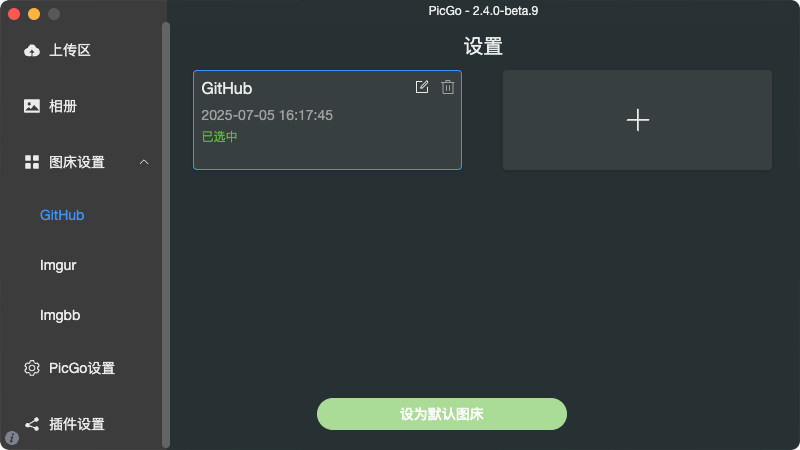 PicGo - 2.4.0-beta.9
上传区
相册
图床设置
GitHub
Imgur
Imgbb
PicGo设置
插件设置
设置
GitHub
2025-07-05 16:17:45
已选中
设为默认图床